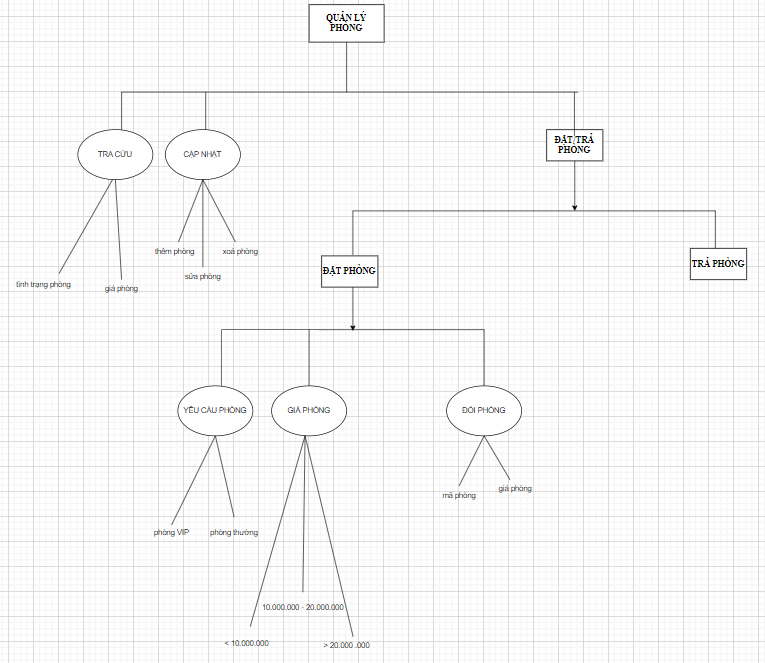 QUẢN LÝ
PHÒNG
TRA CỨU
CẬP NHẬT
ĐẶT TRẢ
PHÒNG
thêm phòng
xoá phòng
sửa phòng
tình trạng phòng
giá phòng
ĐẶT PHÒNG
TRẢ PHÒNG
YÊU CẦU PHÒNG
GIÁ PHÒNG
ĐỔI PHÒNG
mã phòng
giá phòng
phòng VIP
phòng thường
10.000.000 - 20.000.000
< 10.000.000
> 20.000 .000